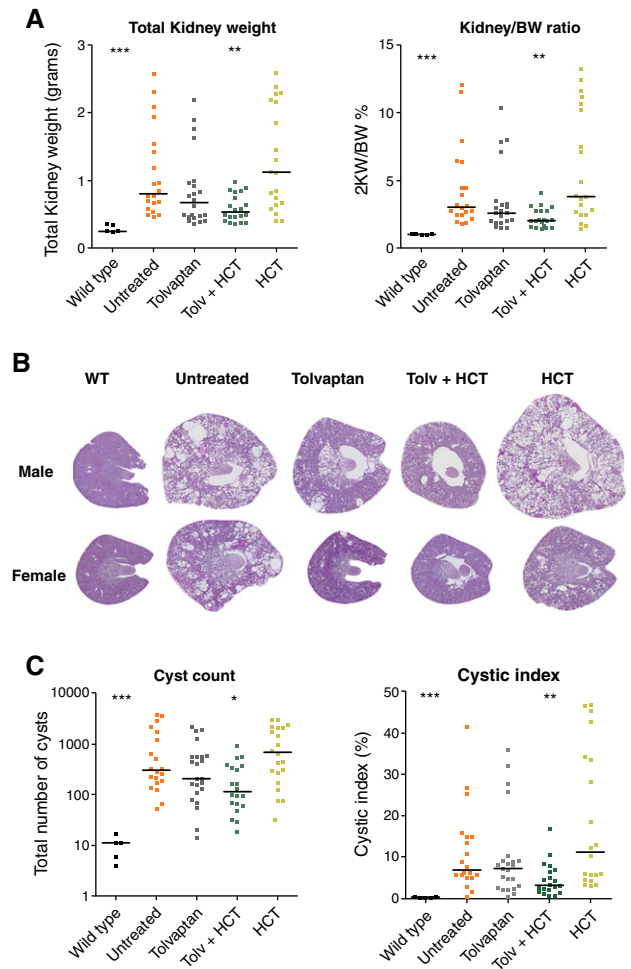 A
Total Kidney weight
Total Kidney weight (grams)
3
2
1
0
***
**
Wild type
Untreated
Tolvaptan
Tolv + HCT
HCT
Kidney/BW ratio
2KW/BW %
15
10
5
0
***
**
Wild type
Untreated
Tolvaptan
Tolv + HCT
HCT
B
WT Untreated Tolvaptan Tolv + HCT HCT
Male
Female
C
Cyst count
Total number of cysts
10000
1000
100
10
1
***
*
Wild type
Untreated
Tolvaptan
Tolv + HCT
HCT
Cystic index
Cystic index (%)
50
40
30
20
10
0
***
**
Wild type
Untreated
Tolvaptan
Tolv + HCT
HCT